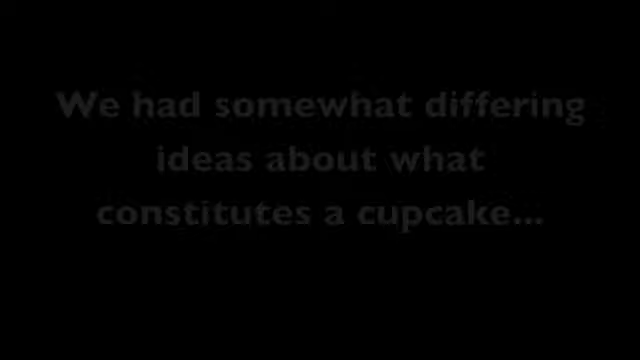 We had somewhat differing
ideas about what
constitutes a cupcake...